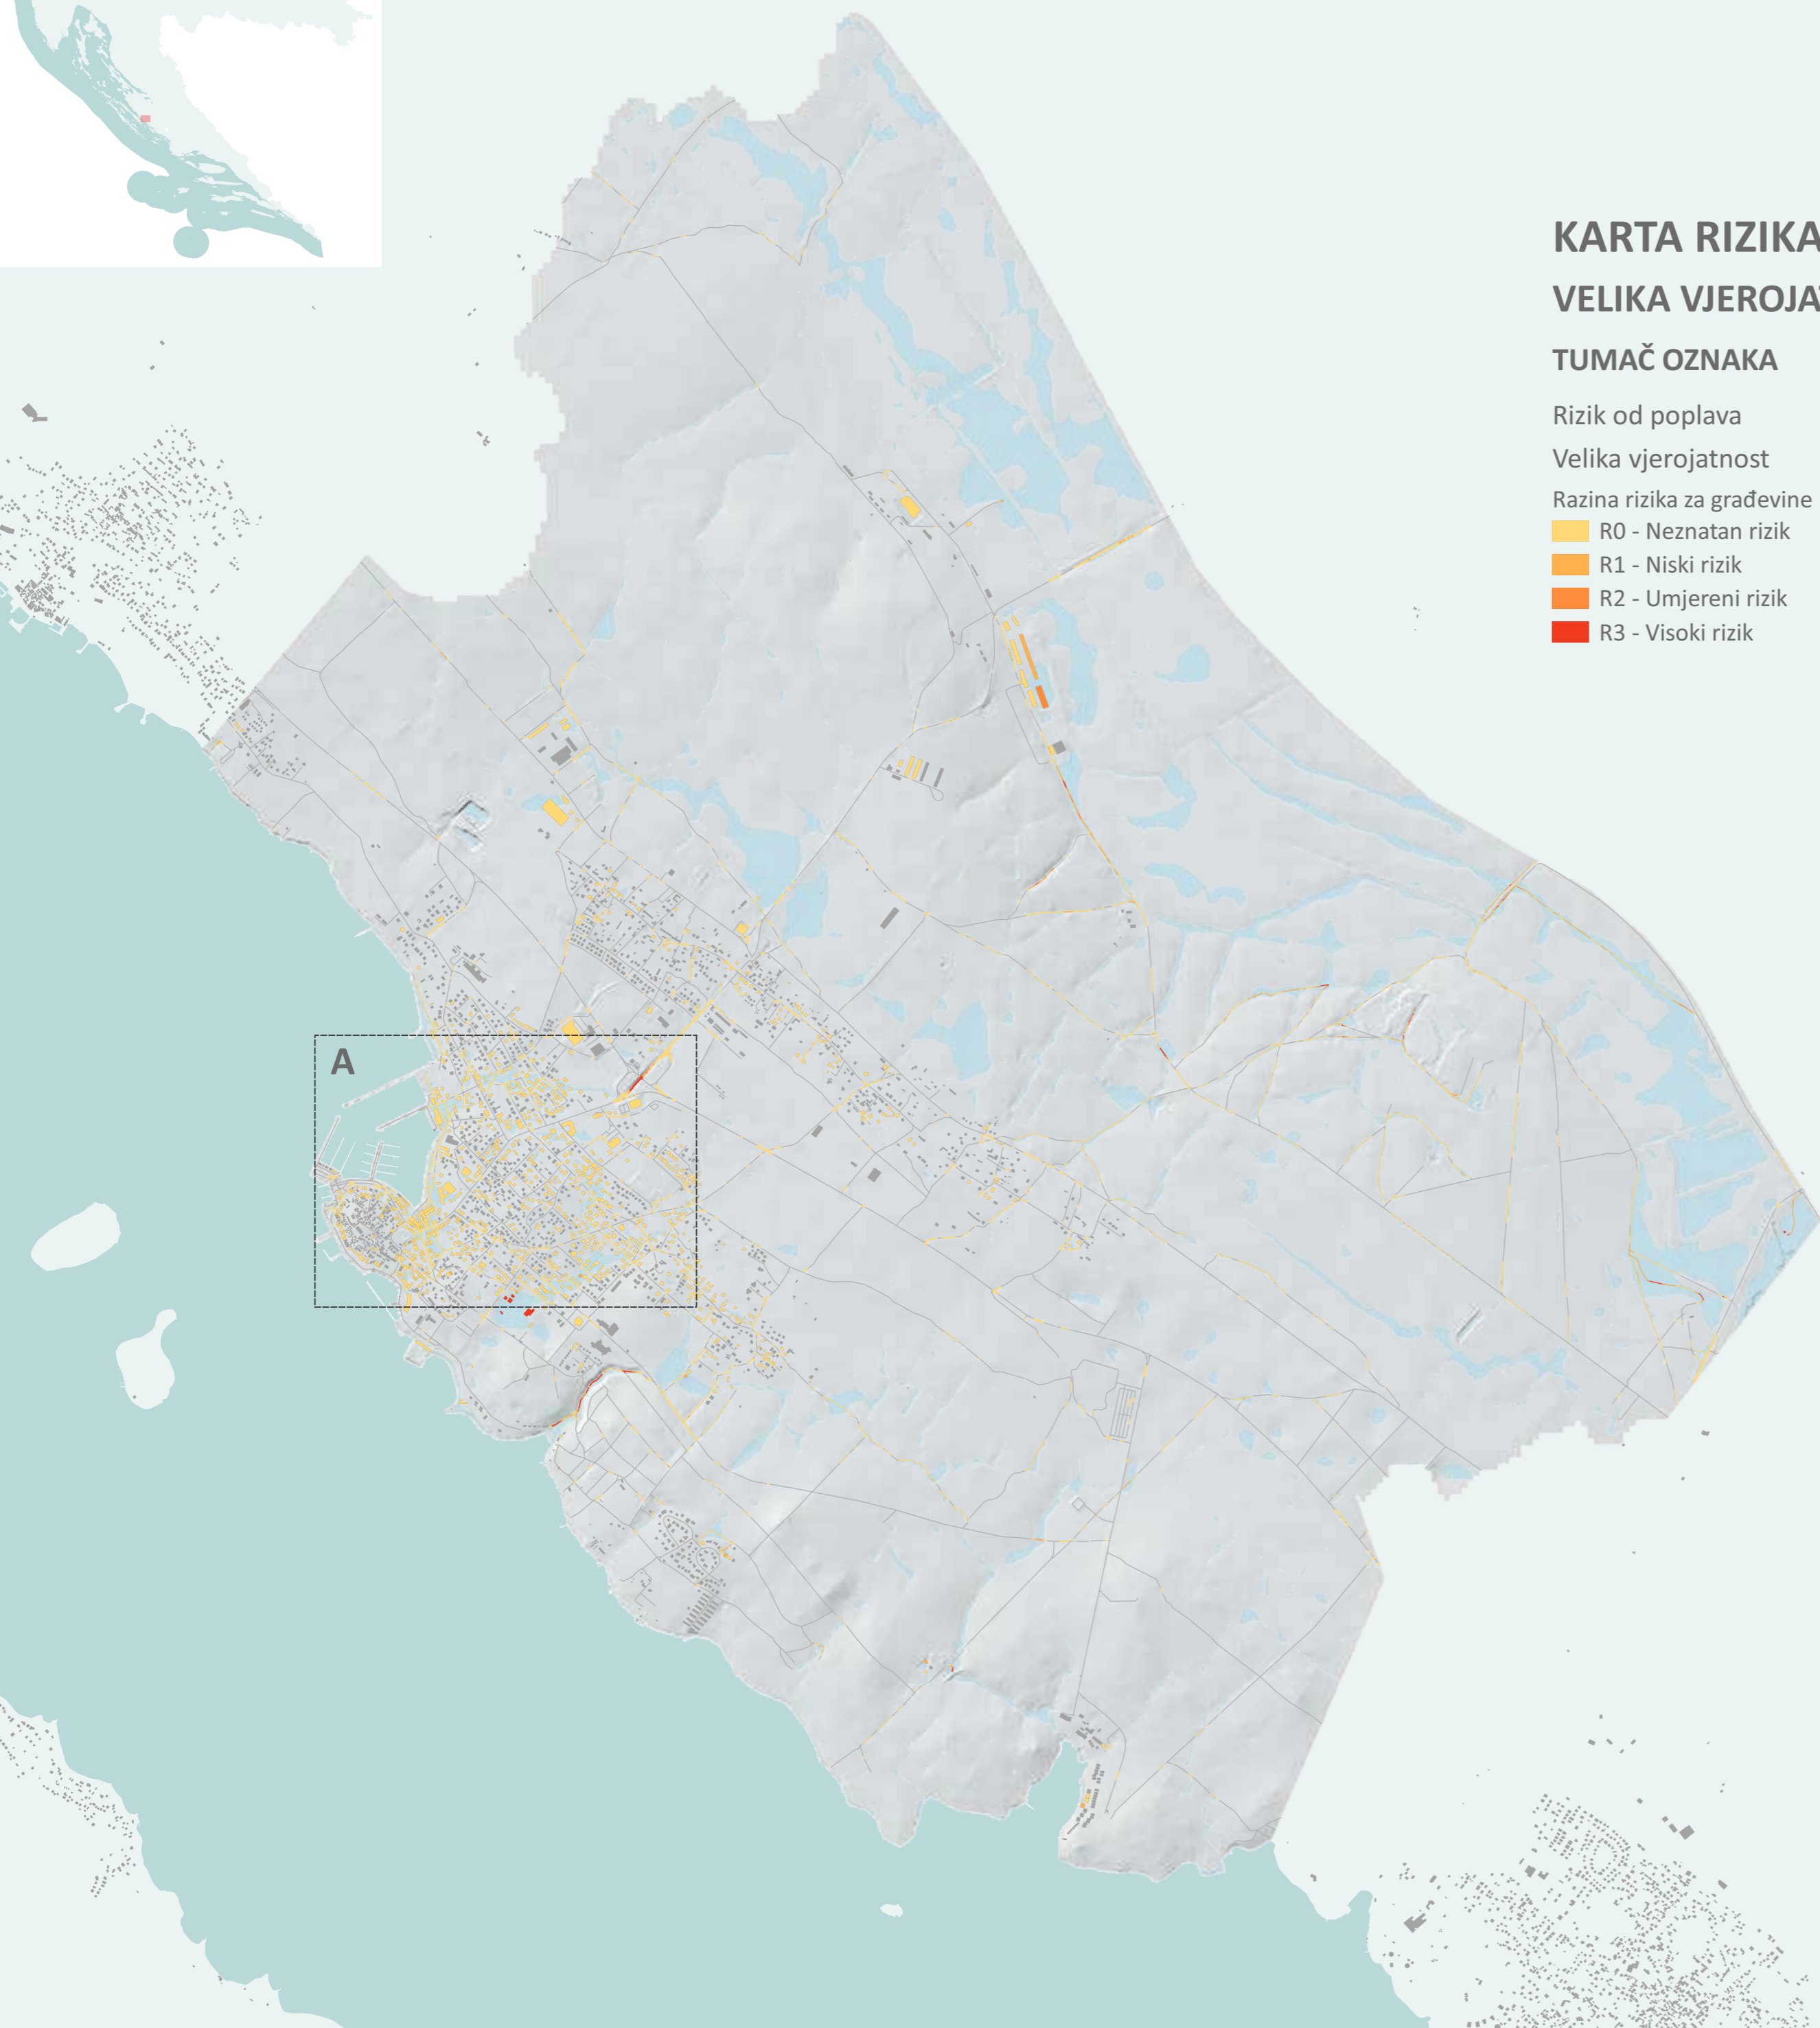 KARTA RIZIKA
VELIKA VJEROJAT
TUMAČ OZNAKA
Rizik od poplava
Velika vjerojatnost
Razina rizika za građevine
R0 - Neznatan rizik
R1 - Niski rizik
R2 - Umjereni rizik
R3 - Visoki rizik
A